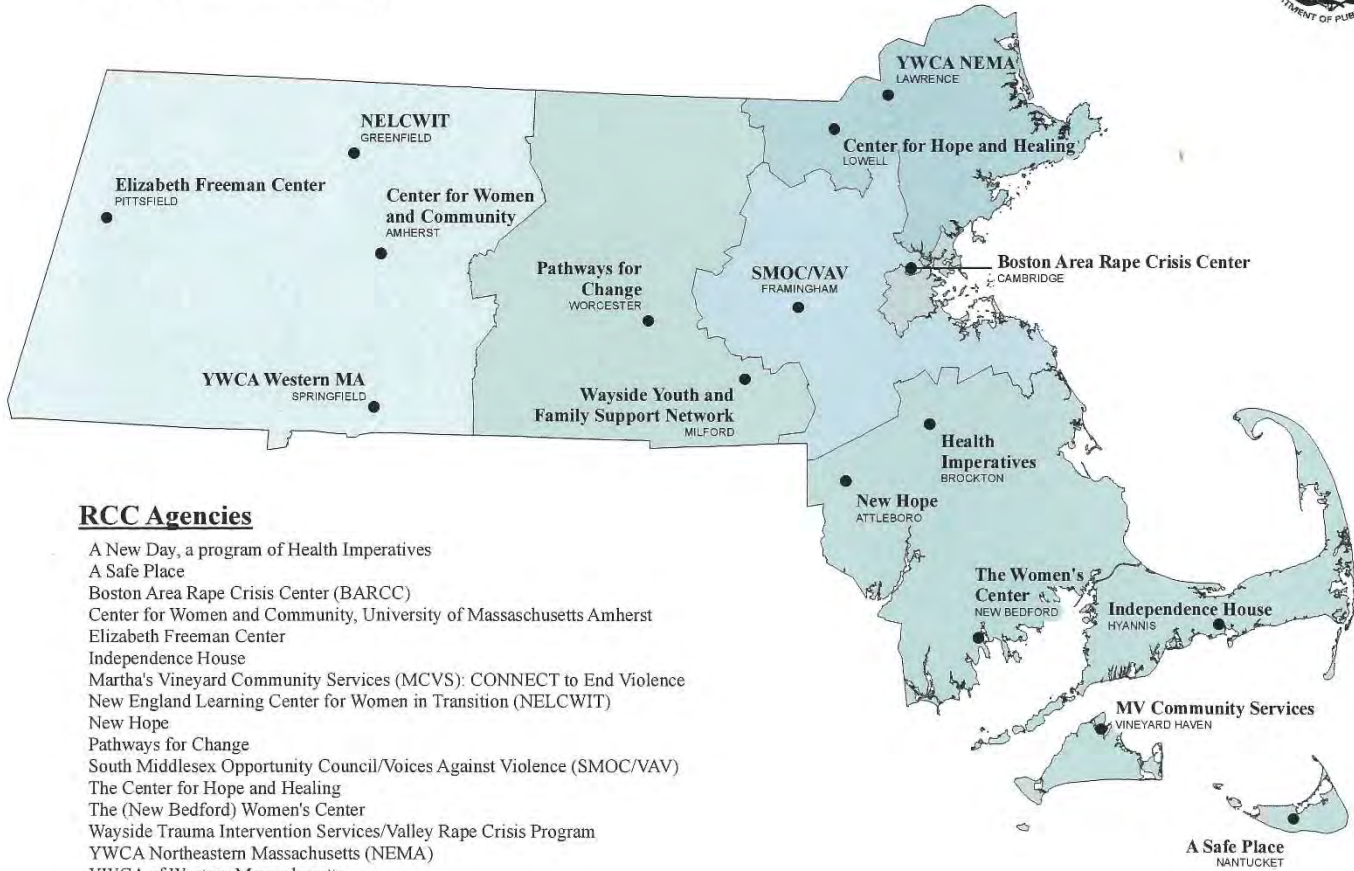 TMENT OF PUB
YWCA NEMA
LAWRENCE
NELCWIT
GREENFIELD
Center for Hope and Healing
LOWELL
Elizabeth Freeman Center
PITTSFIELD
Center for Women
and Community
AMHERST
Boston Area Rape Crisis Center
CAMBRIDGE
Pathways for
Change
WORCESTER
SMOC/VAV
FRAMINGHAM
YWCA Western MA
SPRINGFIELD
Wayside Youth and
Family Support Network
MILFORD
Health
Imperatives
BROCKTON
New Hope
ATTLEBORO
The Women's
Center
NEW BEDFORD
Independence House
HYANNIS
MV Community Services
VINEYARD HAVEN
A Safe Place
NANTUCKET
RCC Agencies
A New Day, a program of Health Imperatives
A Safe Place
Boston Area Rape Crisis Center (BARCC)
Center for Women and Community, University of Massachusetts Amherst
Elizabeth Freeman Center
Independence House
Martha's Vineyard Community Services (MCVS): CONNECT to End Violence
New England Learning Center for Women in Transition (NELCWIT)
New Hope
Pathways for Change
South Middlesex Opportunity Council/Voices Against Violence (SMOC/VAV)
The Center for Hope and Healing
The (New Bedford) Women's Center
Wayside Trauma Intervention Services/Valley Rape Crisis Program
YWCA Northeastern Massachusetts (NEMA)
YWCA of Western Massachusetts